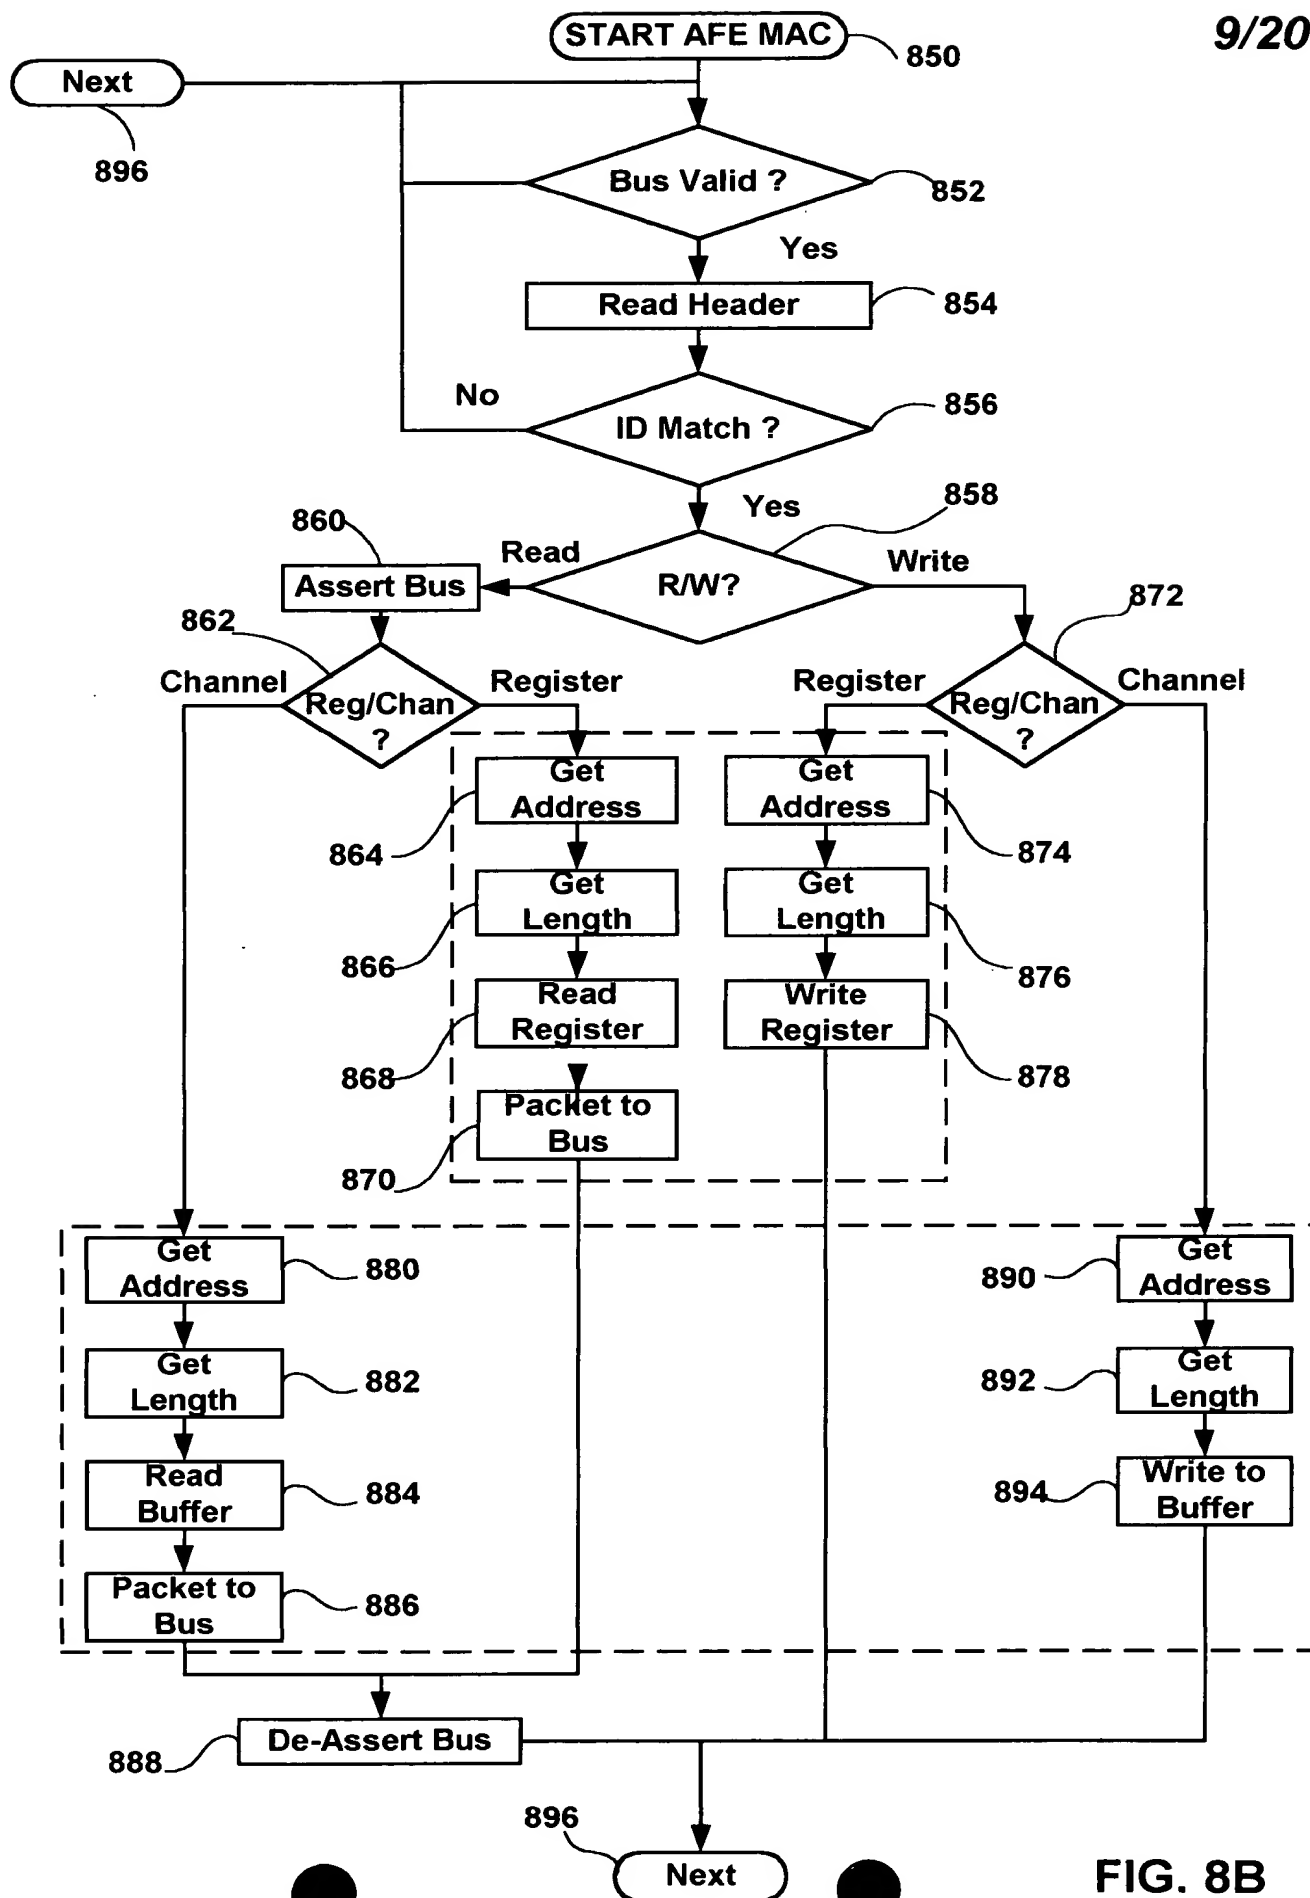 START AFE MAC
850
9/20
Next
896
Bus Valid ?
852
Yes
Read Header
854
No
ID Match ?
856
Yes
858
860
Read
R/W?
Write
Assert Bus
872
862
Channel
Reg/Chan
?
Register
Register
Reg/Chan
?
Channel
Get
Address
864
Get
Address
874
Get
Length
866
Get
Length
876
Read
Register
868
Write
Register
878
Packet to
Bus
870
Get
Address
880
890
Get
Address
Get
Length
882
892
Get
Length
Read
Buffer
884
894
Write to
Buffer
Packet to
Bus
886
De-Assert Bus
888
896
Next
FIG. 8B